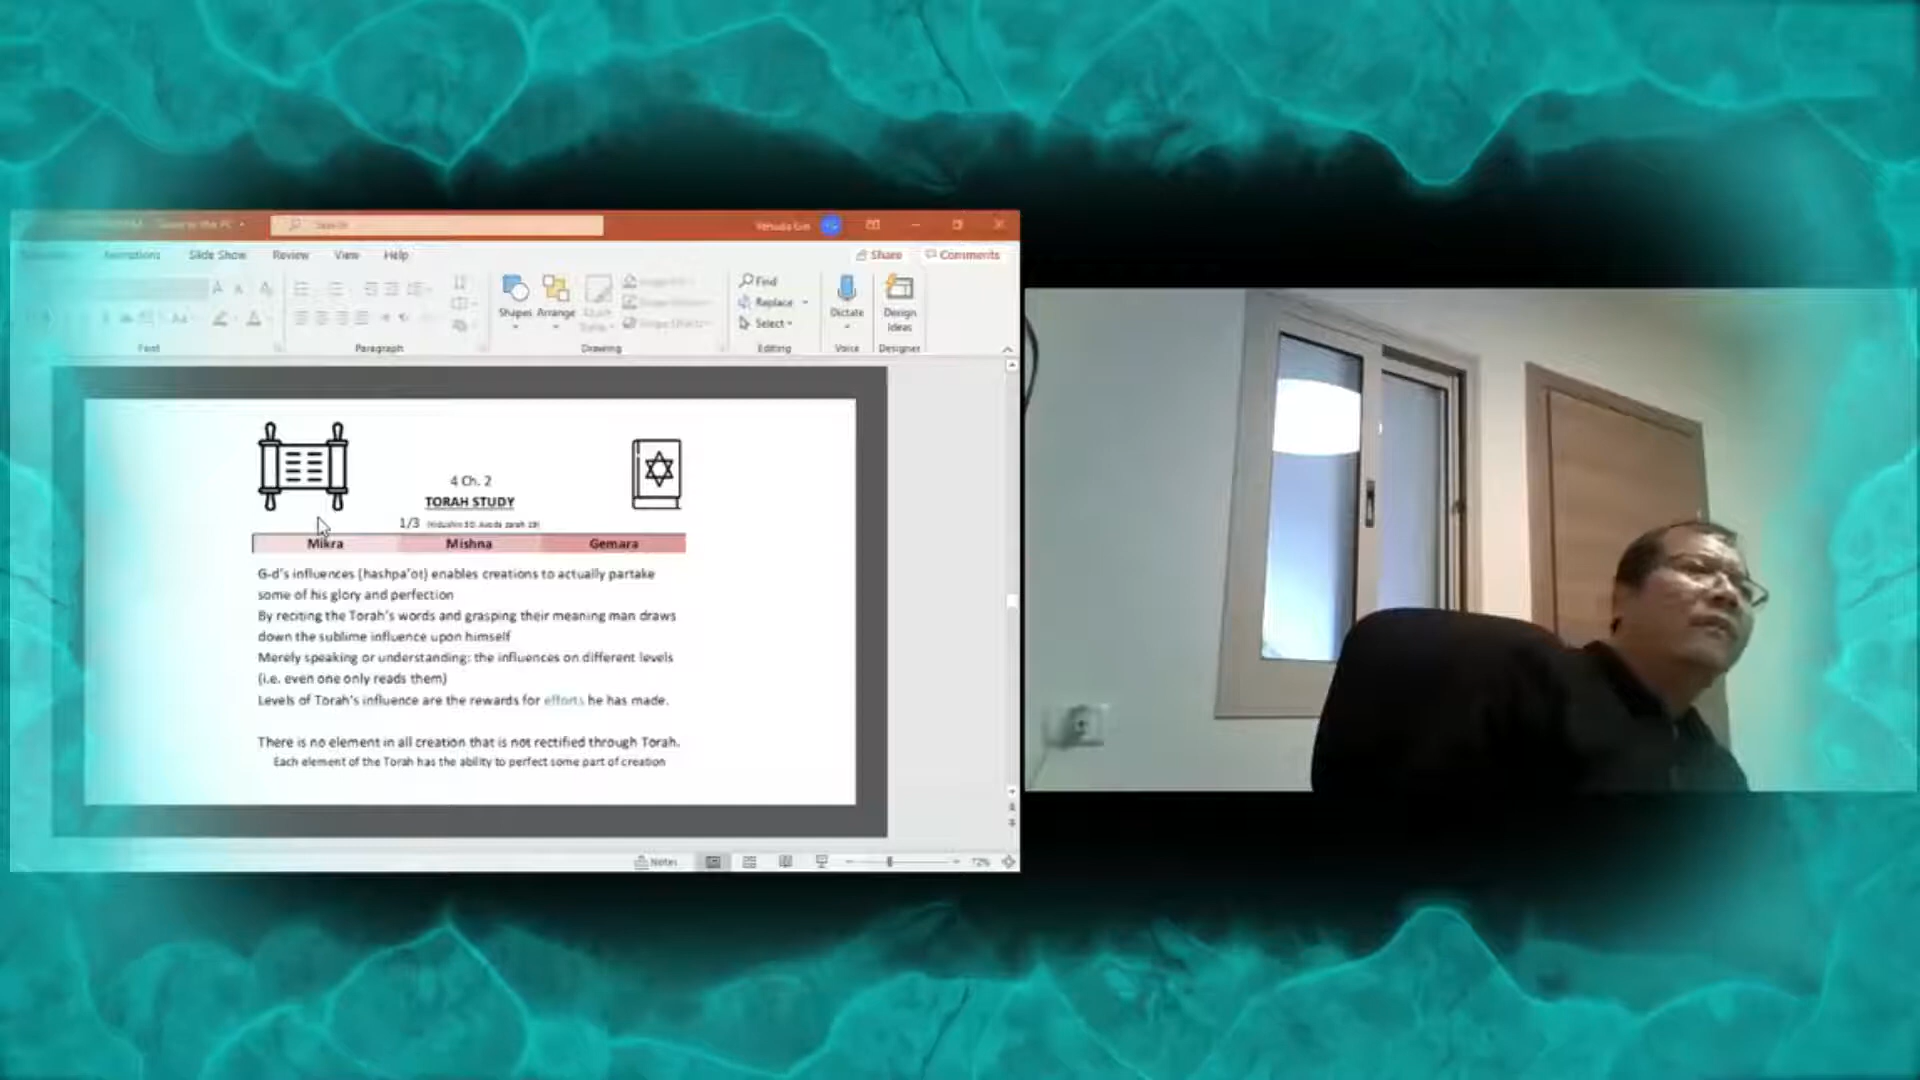 Search
Yehuda Gin
Animations Slide Show Review View Help Share Comments
Find
Replace
Select
Shapes Arrange Dictate Design
Ideas
Font Paragraph Drawing Editing Voice Designer
4 Ch. 2
TORAH STUDY
1/3
Mikra Mishna Gemara
G-d's influences (hashpa'ot) enables creations to actually partake
some of his glory and perfection
By reciting the Torah's words and grasping their meaning man draws
down the sublime influence upon himself
Merely speaking or understanding: the influences on different levels
(i.e. even one only reads them)
Levels of Torah's influence are the rewards for efforts he has made.
There is no element in all creation that is not rectified through Torah.
Each element of the Torah has the ability to perfect some part of creation
Notes 72%